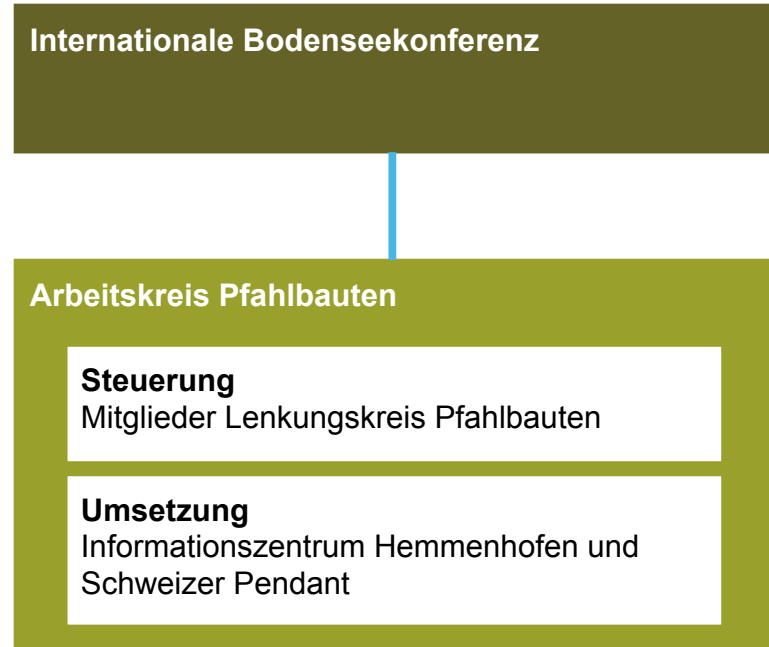 Internationale Bodenseekonferenz
Arbeitskreis Pfahlbauten
Steuerung
Mitglieder Lenkungskreis Pfahlbauten
Umsetzung
Informationszentrum Hemmenhofen und
Schweizer Pendant